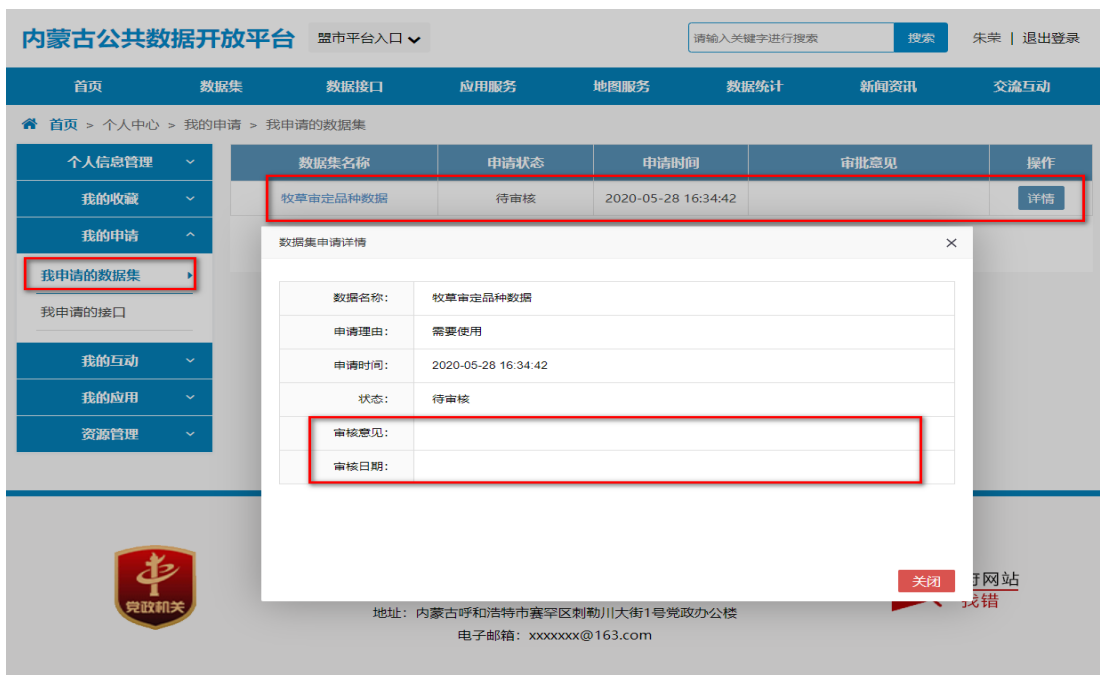 内蒙古公共数据开放平台 盟市平台入口 请输入关键字进行搜索 搜索 朱荣 | 退出登录
首页 数据集 数据接口 应用服务 地图服务 数据统计 新闻资讯 交流互动
首页 > 个人中心 > 我的申请 > 我申请的数据集
个人信息管理
我的收藏
我的申请
我申请的数据集
我申请的接口
我的互动
我的应用
资源管理
数据集名称 申请状态 申请时间 审批意见 操作
牧草审定品种数据 待审核 2020-05-28 16:34:42 详情
数据集申请详情 ×
数据名称: 牧草审定品种数据
申请理由: 需要使用
申请时间: 2020-05-28 16:34:42
状态: 待审核
审核意见:
审核日期:
关闭
党政机关
网站
找错
地址: 内蒙古呼和浩特市赛罕区刺勒川大街1号党政办公楼
电子邮箱: xxxxxxx@163.com